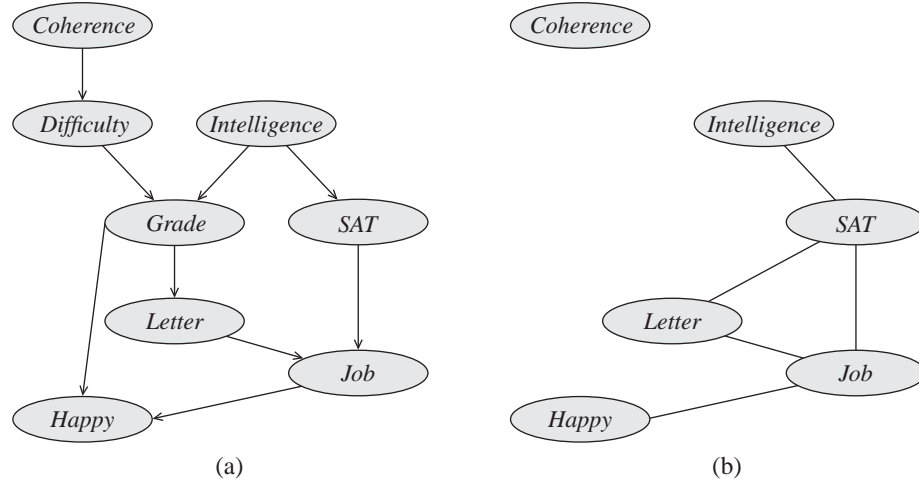 Coherence
Difficulty
Intelligence
Grade
SAT
Letter
Job
Happy
(a)
Coherence
Intelligence
SAT
Letter
Job
Happy
(b)